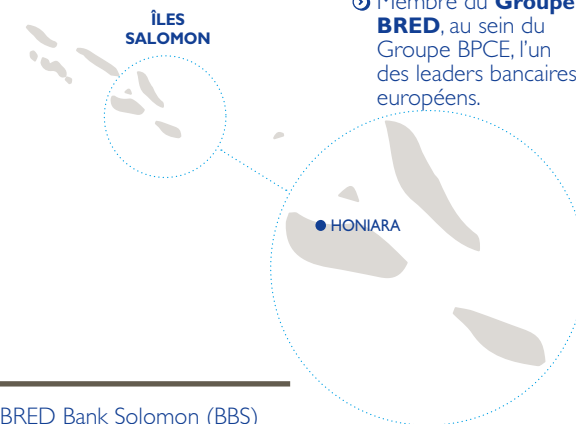 ÎLES
SALOMON
Membre du Groupe
BRED, au sein du
Groupe BPCE, l'un
des leaders bancaires
européens.
HONIARA
BRED Bank Solomon (BBS)